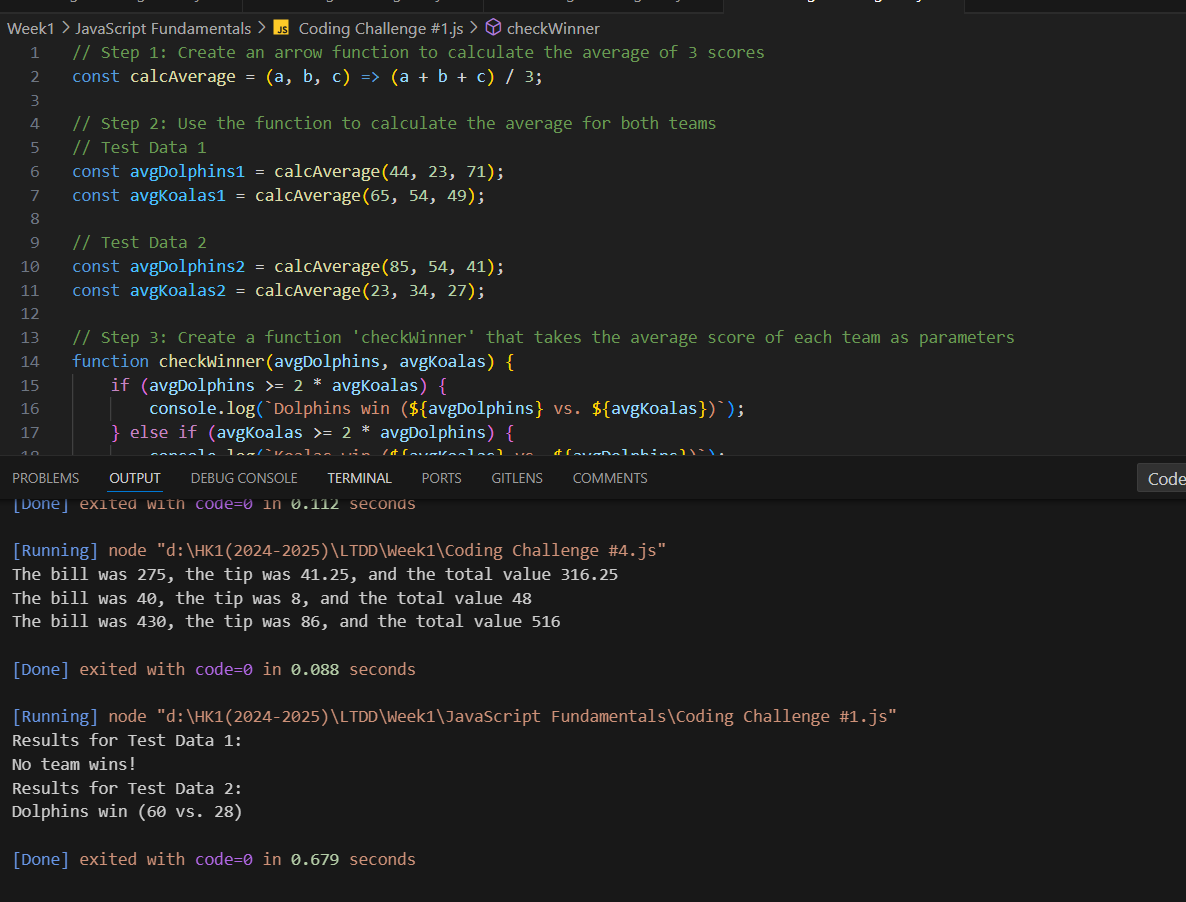 Week1 > JavaScript Fundamentals > JS Coding Challenge #1.js > checkWinner
1 // Step 1: Create an arrow function to calculate the average of 3 scores
2 const calcAverage = (a, b, c) => (a + b + c) / 3;
3
4 // Step 2: Use the function to calculate the average for both teams
5 // Test Data 1
6 const avgDolphins1 = calcAverage(44, 23, 71);
7 const avgKoalas1 = calcAverage(65, 54, 49);
8
9 // Test Data 2
10 const avgDolphins2 = calcAverage(85, 54, 41);
11 const avgKoalas2 = calcAverage(23, 34, 27);
12
13 // Step 3: Create a function 'checkWinner' that takes the average score of each team as parameters
14 function checkWinner(avgDolphins, avgKoalas) {
15 if (avgDolphins >= 2 * avgKoalas) {
16 console.log(`Dolphins win (${avgDolphins} vs. ${avgKoalas})`);
17 } else if (avgKoalas >= 2 * avgDolphins) {
18 console.log(`Koalas win (${avgKoalas} vs. ${avgDolphins})`);
PROBLEMS OUTPUT DEBUG CONSOLE TERMINAL PORTS GITLENS COMMENTS Code
[Done] exited with code=0 in 0.112 seconds
[Running] node "d:\HK1(2024-2025)\LTDD\Week1\Coding Challenge #4.js"
The bill was 275, the tip was 41.25, and the total value 316.25
The bill was 40, the tip was 8, and the total value 48
The bill was 430, the tip was 86, and the total value 516
[Done] exited with code=0 in 0.088 seconds
[Running] node "d:\HK1(2024-2025)\LTDD\Week1\JavaScript Fundamentals\Coding Challenge #1.js"
Results for Test Data 1:
No team wins!
Results for Test Data 2:
Dolphins win (60 vs. 28)
[Done] exited with code=0 in 0.679 seconds